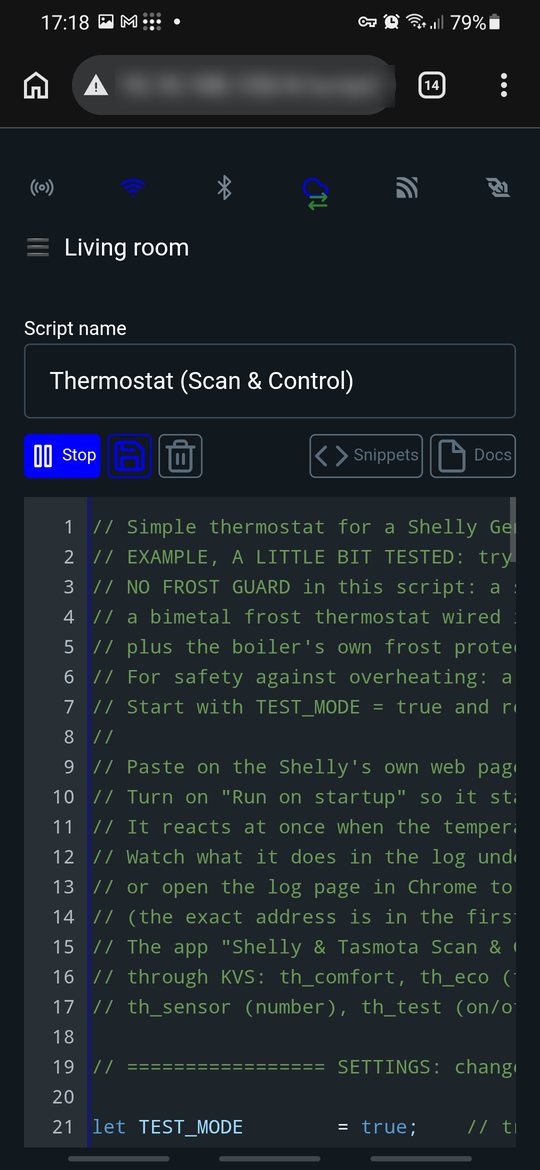 17:18
79%
14
Living room
Script name
Thermostat (Scan & Control)
Stop
Snippets
Docs
1 // Simple thermostat for a Shelly Ge
2 // EXAMPLE, A LITTLE BIT TESTED: try
3 // NO FROST GUARD in this script: a
4 // a bimetal frost thermostat wired
5 // plus the boiler's own frost prote
6 // For safety against overheating: a
7 // Start with TEST_MODE = true and r
8 //
9 // Paste on the Shelly's own web pag
10 // Turn on "Run on startup" so it sta
11 // It reacts at once when the tempera
12 // Watch what it does in the log und
13 // or open the log page in Chrome to
14 // (the exact address is in the first
15 // The app "Shelly & Tasmota Scan &
16 // through KVS: th_comfort, th_eco (
17 // th_sensor (number), th_test (on/o
18
19 // ================= SETTINGS: change
20
21 let TEST_MODE = true; // t